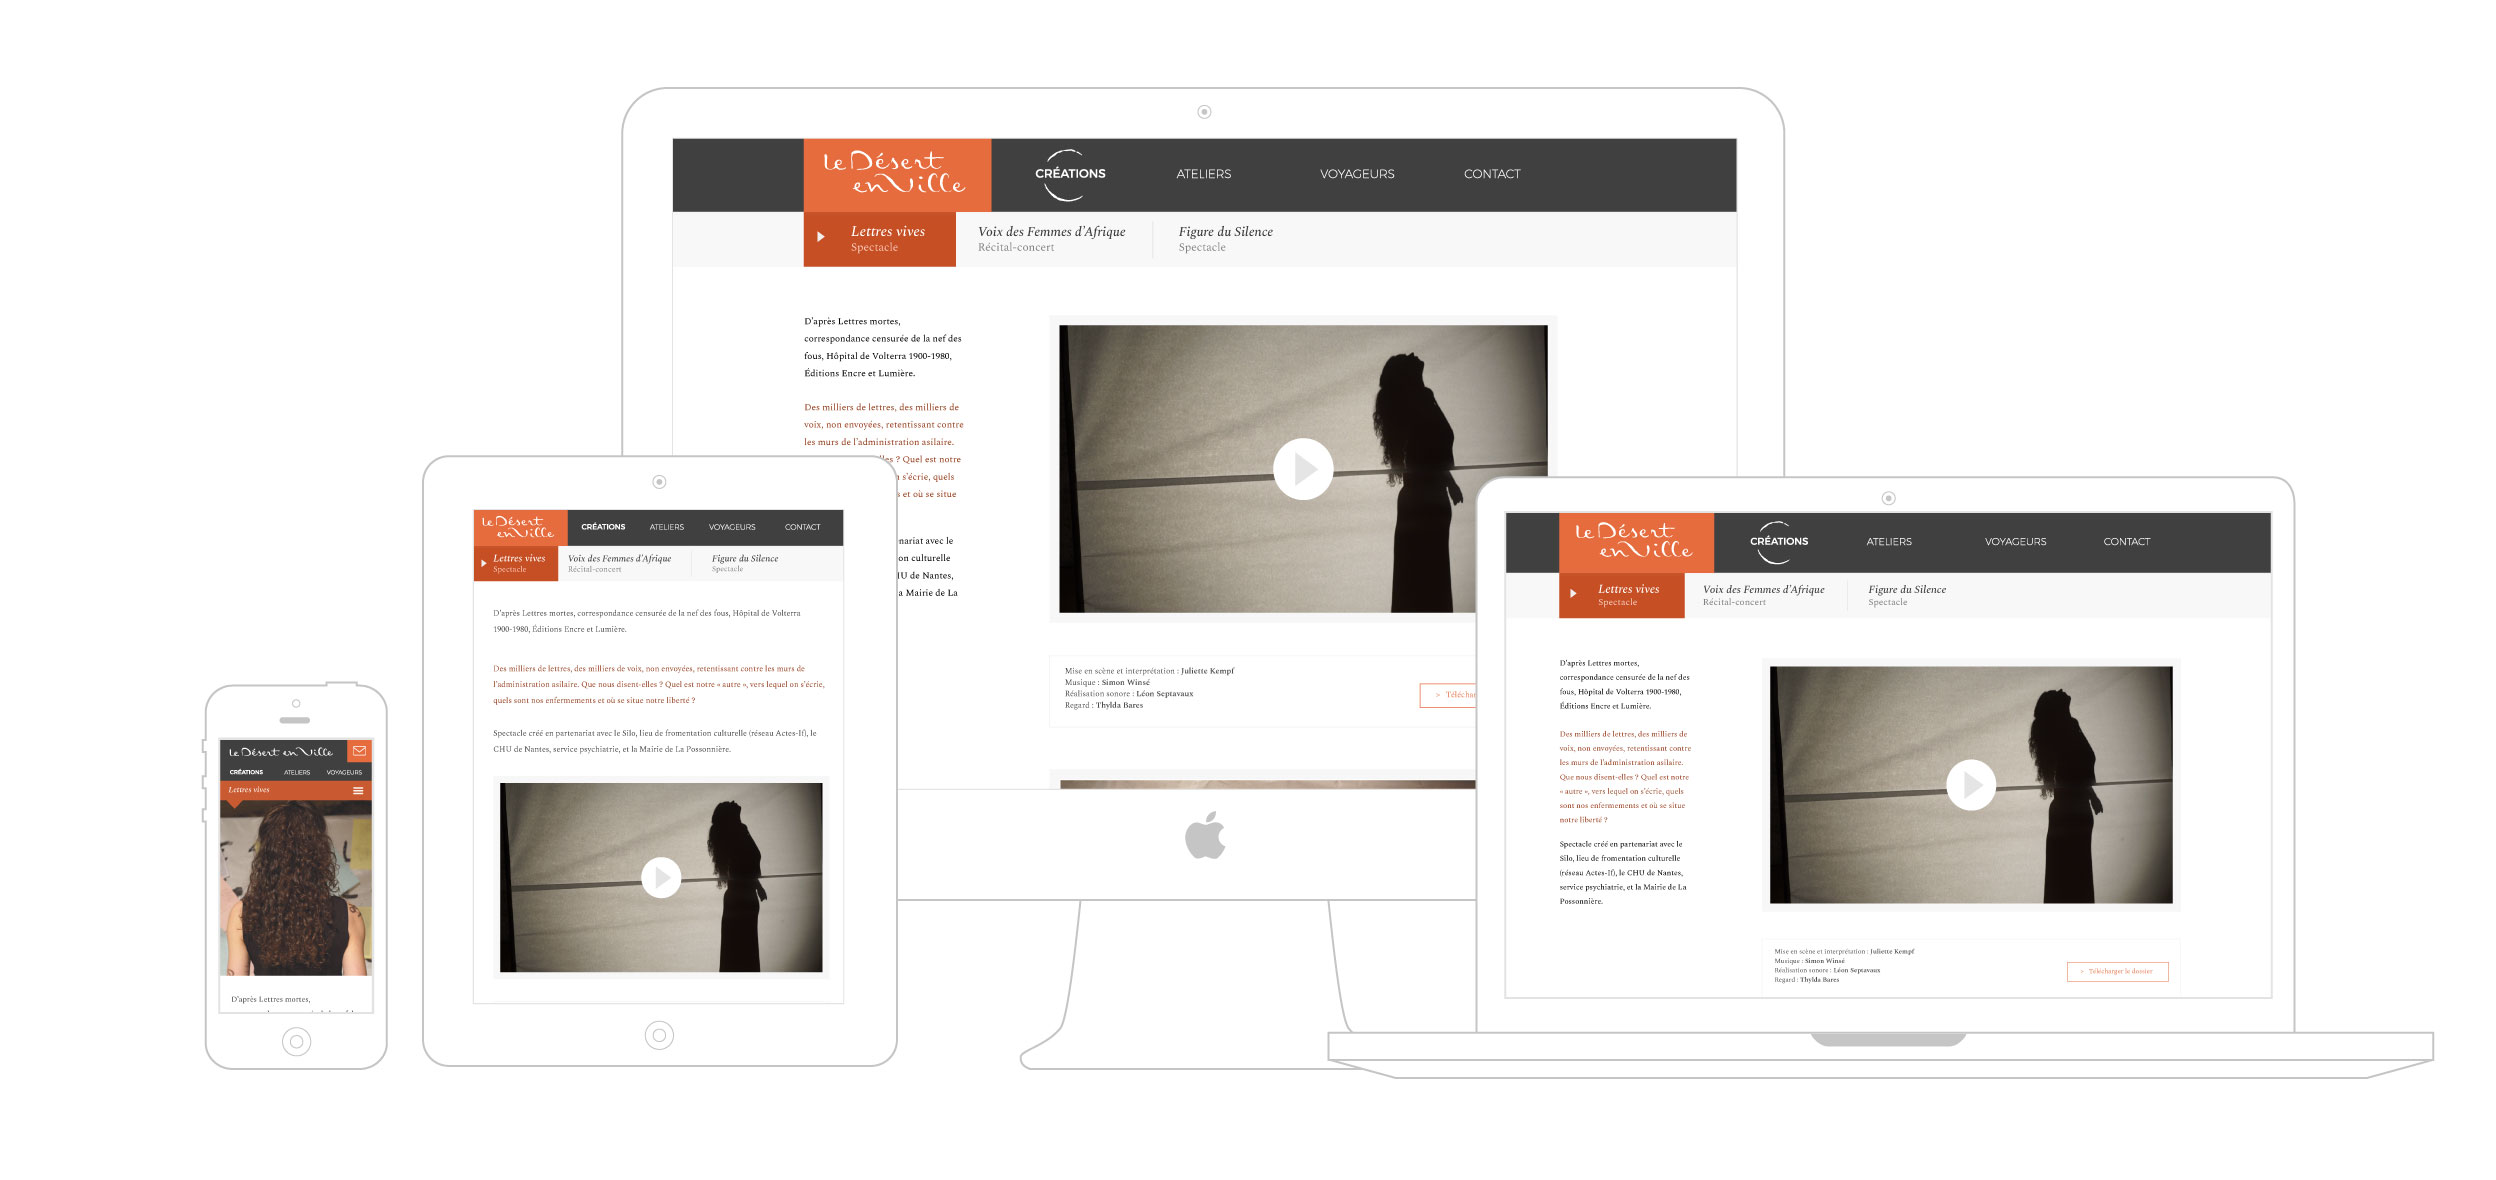 Le Désert
en Ville
CRÉATIONS
ATELIERS
VOYAGEURS
CONTACT
Lettres vives
Spectacle
Voix des Femmes d'Afrique
Récital-concert
Figure du Silence
Spectacle
D'après Lettres mortes,
correspondance censurée de la nef des
fous, Hôpital de Volterra 1900-1980,
Éditions Encre et Lumière.
Des milliers de lettres, des milliers de
voix, non envoyées, retentissant contre
les murs de l'administration asilaire.
? Quel est notre
s'écrie, quels
et où se situe
avec le
culturelle
de Nantes,
Mairie de La
Mise en scène et interprétation : Juliette Kempf
Musique : Simon Winsé
Réalisation sonore : Léon Septavaux
Regard : Thylda Bares
>
Le Désert
en Ville
CRÉATIONS
ATELIERS
VOYAGEURS
CONTACT
Lettres vives
Spectacle
Voix des Femmes d'Afrique
Récital-concert
Figure du Silence
Spectacle
D'après Lettres mortes, correspondance censurée de la nef des fous, Hôpital de Volterra
1900-1980, Éditions Encre et Lumière.
Des milliers de lettres, des milliers de voix, non envoyées, retentissant contre les murs de
l'administration asilaire. Que nous disent-elles ? Quel est notre « autre », vers lequel on s'écrie,
quels sont nos enfermements et où se situe notre liberté ?
Spectacle créé en partenariat avec le Silo, lieu de fromentation culturelle (réseau Actes-If), le
CHU de Nantes, service psychiatrie, et la Mairie de La Possonnière.
Le Désert en Ville
CRÉATIONS
ATELIERS
VOYAGEURS
Lettres vives
D'après Lettres mortes,
Le Désert
en Ville
CRÉATIONS
ATELIERS
VOYAGEURS
CONTACT
Lettres vives
Spectacle
Voix des Femmes d'Afrique
Récital-concert
Figure du Silence
Spectacle
D'après Lettres mortes,
correspondance censurée de la nef des
fous, Hôpital de Volterra 1900-1980,
Éditions Encre et Lumière.
Des milliers de lettres, des milliers de
voix, non envoyées, retentissant contre
les murs de l'administration asilaire.
Que nous disent-elles ? Quel est notre
« autre », vers lequel on s'écrie, quels
sont nos enfermements et où se situe
notre liberté ?
Spectacle créé en partenariat avec le
Silo, lieu de fromentation culturelle
(réseau Actes-If), le CHU de Nantes,
service psychiatrie, et la Mairie de La
Possonnière.
Mise en scène et interprétation : Juliette Kempf
Musique : Simon Winsé
Réalisation sonore : Léon Septavaux
Regard : Thylda Bares
> Télécharger le dossier